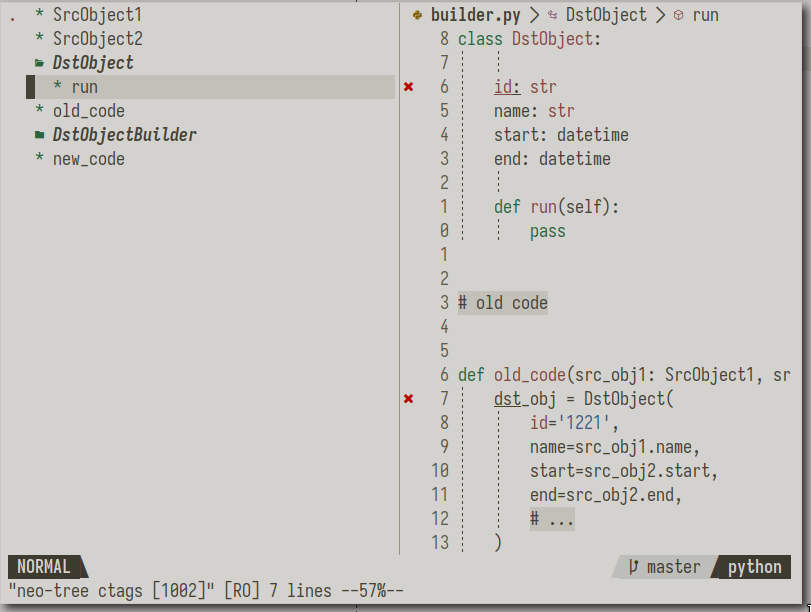 . * SrcObject1
* SrcObject2
DstObject
* run
* old_code
DstObjectBuilder
* new_code
builder.py > DstObject > run
8 class DstObject:
7
6 id: str
5 name: str
4 start: datetime
3 end: datetime
2
1 def run(self):
0 pass
1
2
3 # old code
4
5
6 def old_code(src_obj1: SrcObject1, sr
7 dst_obj = DstObject(
8 id='1221',
9 name=src_obj1.name,
10 start=src_obj2.start,
11 end=src_obj2.end,
12 # ...
13 )
NORMAL
master
python
"neo-tree ctags [1002]" [RO] 7 lines --57%--